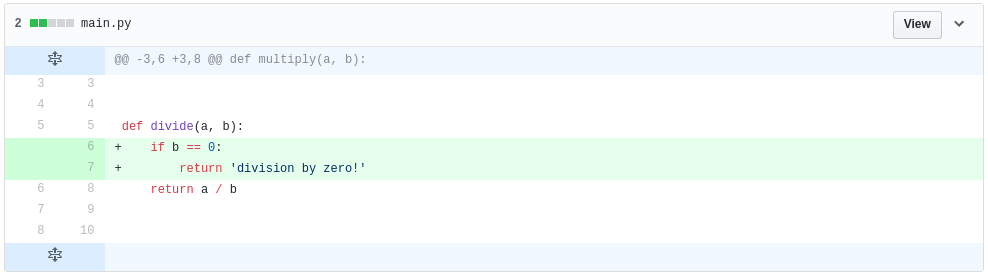 2 main.py View
@@ -3,6 +3,8 @@ def multiply(a, b):
3 3
4 4
5 5 def divide(a, b):
6 + if b == 0:
7 + return 'division by zero!'
6 8 return a / b
7 9
8 10